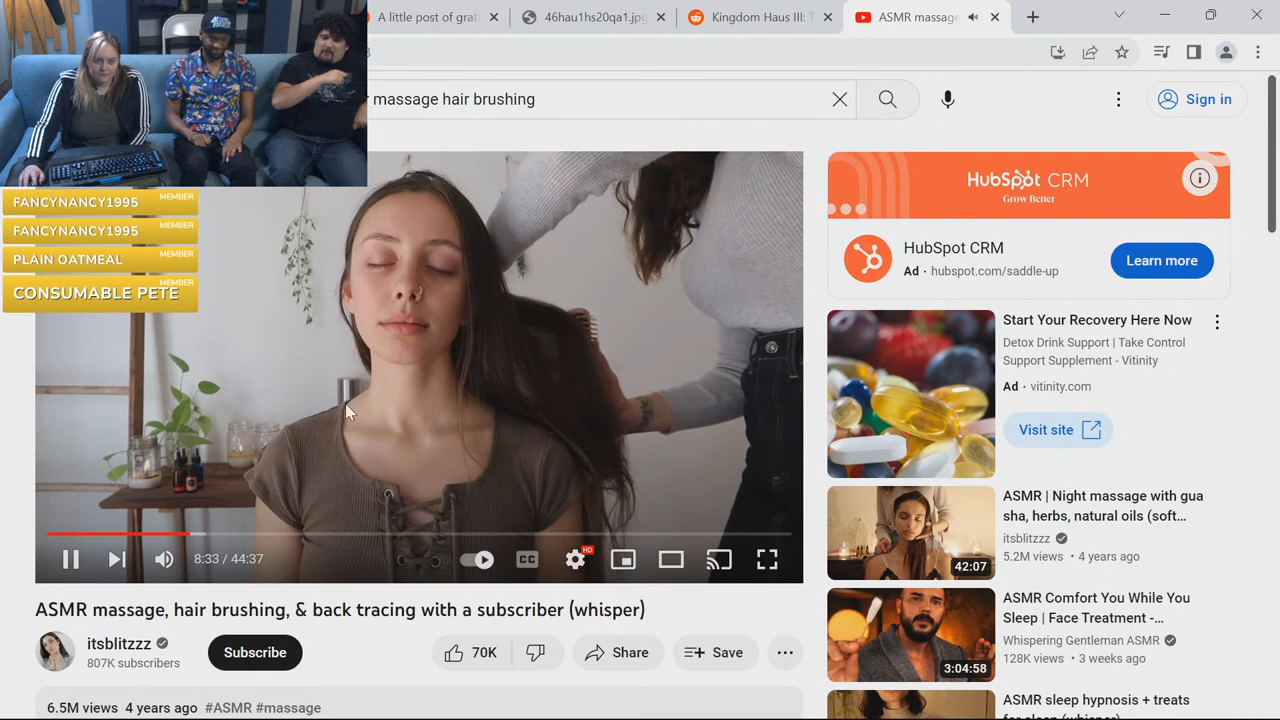 A little post of grat
46hau1hs20qa1.jpg
Kingdom Haus III T
ASMR massage
massage hair brushing
Sign in
FANCYNANCY1995 MEMBER
FANCYNANCY1995 MEMBER
PLAIN OATMEAL MEMBER
CONSUMABLE PETE MEMBER
HubSpot CRM
Grow Better
HubSpot CRM
Ad · hubspot.com/saddle-up
Learn more
Start Your Recovery Here Now
Detox Drink Support | Take Control
Support Supplement - Vitinity
Ad · vitinity.com
Visit site
8:33 / 44:37
CC
HD
ASMR | Night massage with gua
sha, herbs, natural oils (soft...
itsblitzzz
5.2M views • 4 years ago
42:07
ASMR massage, hair brushing, & back tracing with a subscriber (whisper)
itsblitzzz
807K subscribers
Subscribe
70K
Share
Save
ASMR Comfort You While You
Sleep | Face Treatment -...
Whispering Gentleman ASMR
128K views • 3 weeks ago
3:04:58
6.5M views 4 years ago #ASMR #massage
ASMR sleep hypnosis + treats